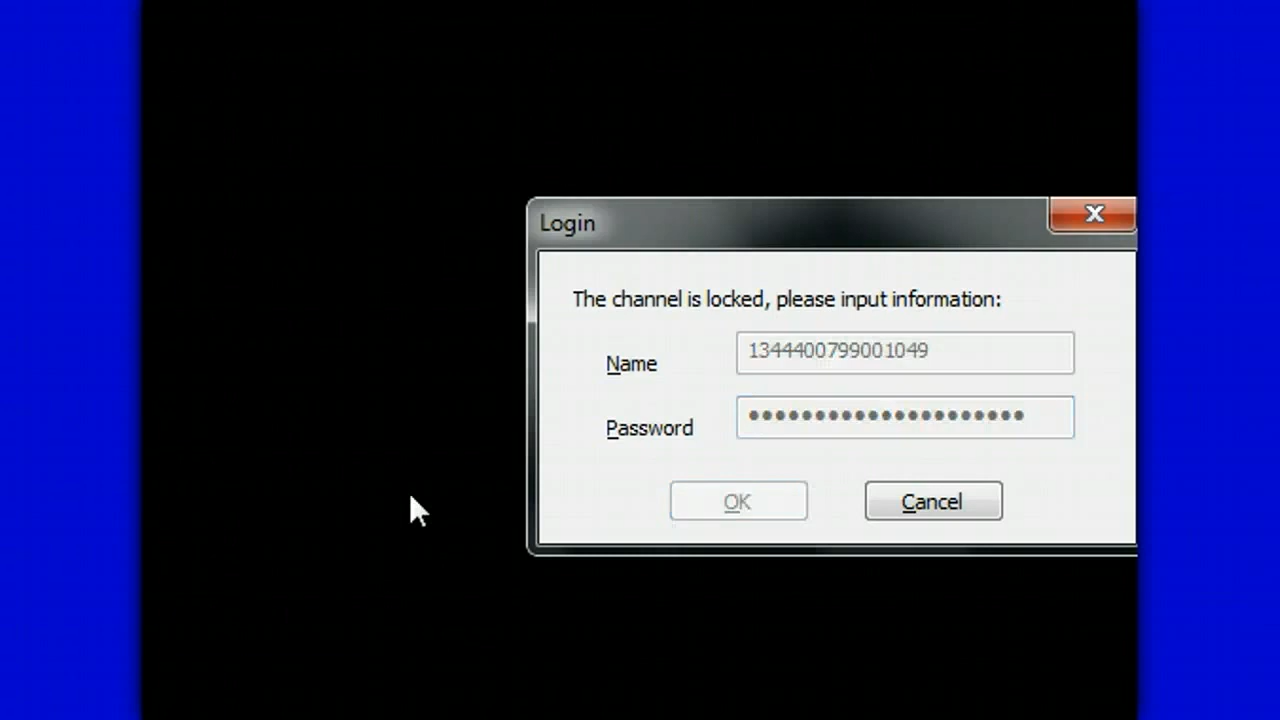 Login
The channel is locked, please input information:
Name 1344400799001049
Password •••••••••••••••••••••
OK Cancel